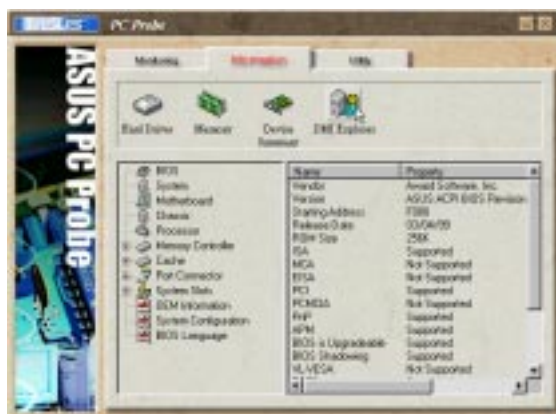 ASUS PC Probe
ASUS PC Probe
Monitoring
Information
Utility
Hard Drives
Memory
Device Summary
DMI Explorer
BIOS
System
Motherboard
Chassis
Processor
Memory Controller
Cache
Port Connector
System Slots
OEM Information
System Configuration
BIOS Language
Name Property
Vendor Award Software, Inc.
Version ASUS ACPI BIOS Revision
Starting Address F000
Release Date 03/04/99
ROM Size 256K
ISA Supported
MCA Not Supported
EISA Not Supported
PCI Supported
PCMCIA Not Supported
PnP Supported
APM Supported
BIOS is Upgradeable Supported
BIOS Shadowing Supported
VL-VESA Not Supported